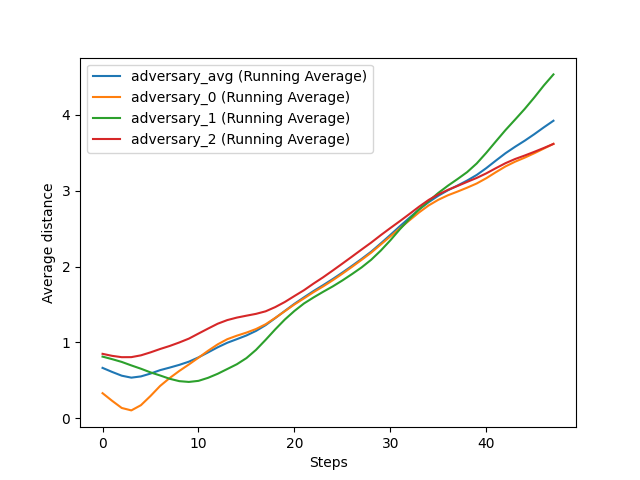 adversary_avg (Running Average)
adversary_0 (Running Average)
adversary_1 (Running Average)
adversary_2 (Running Average)
Average distance
4
3
2
1
0
0 10 20 30 40
Steps